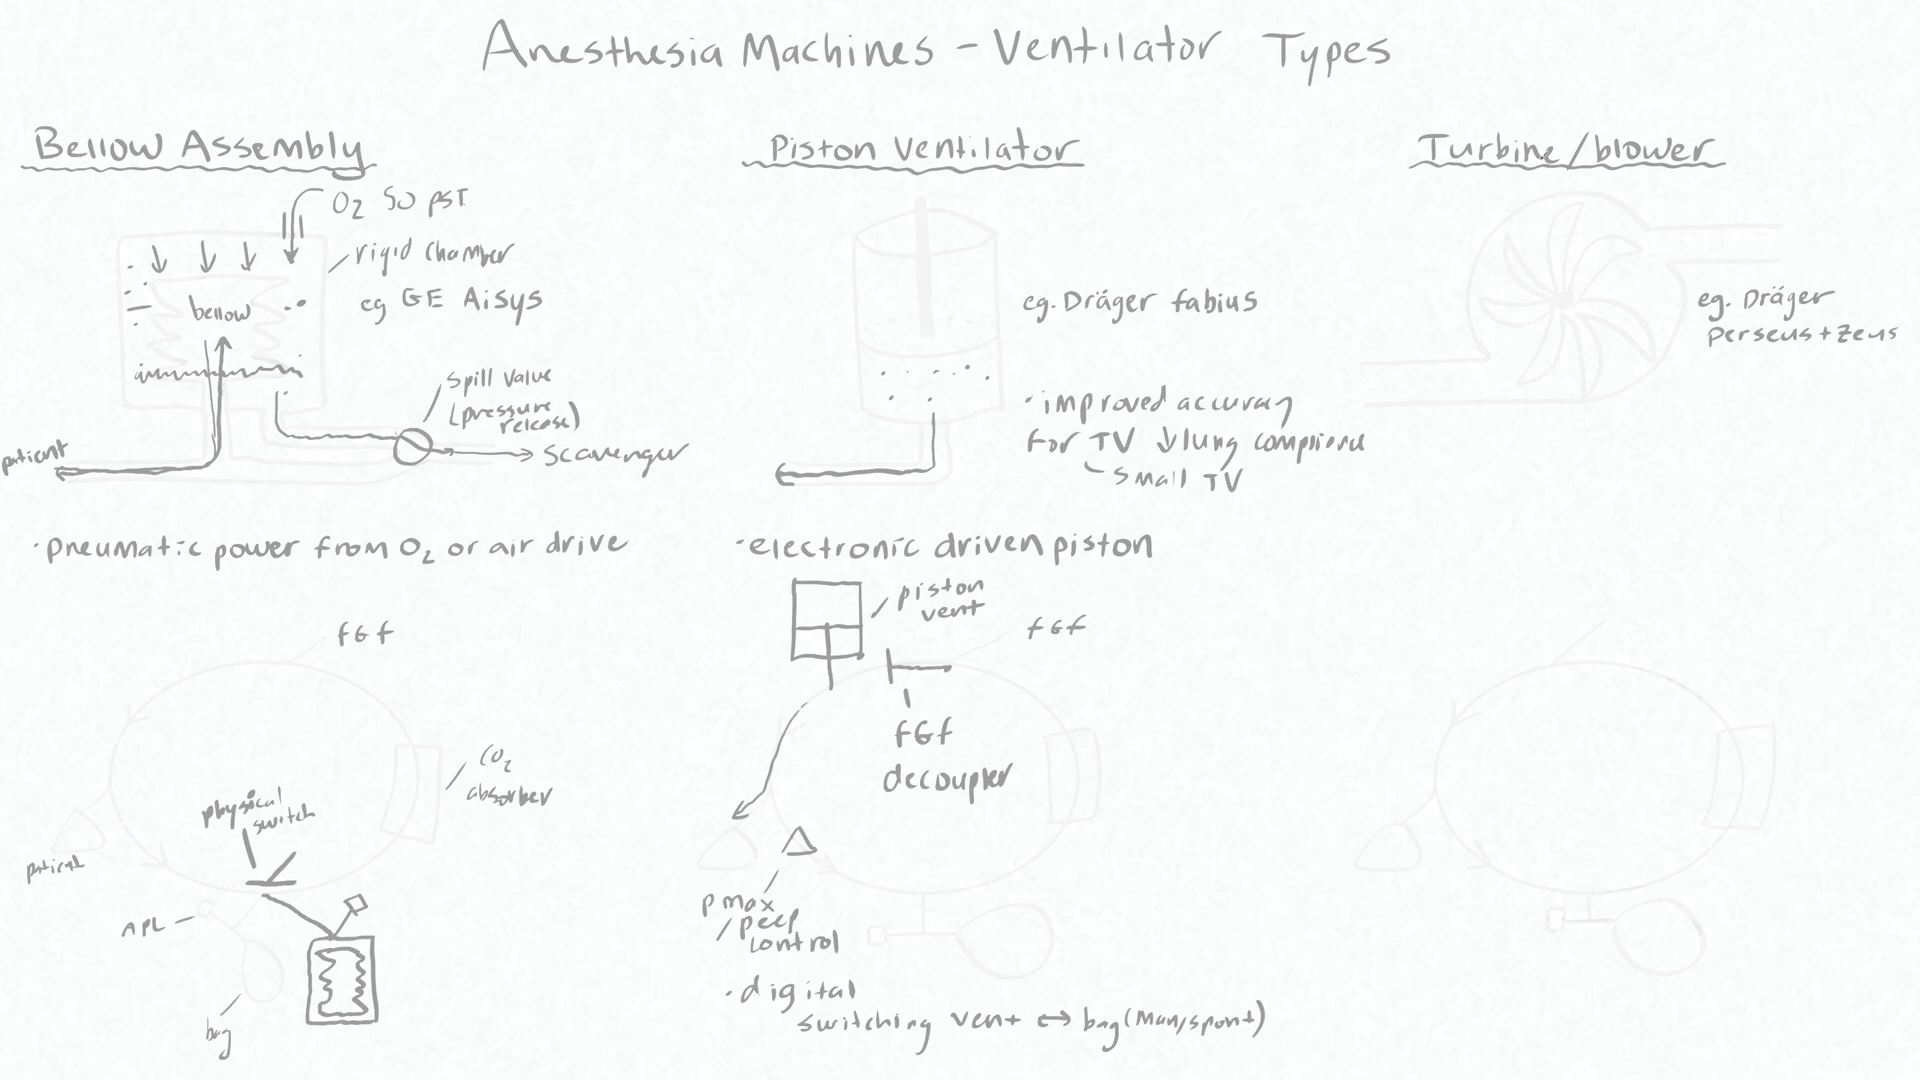 Anesthesia Machines - Ventilator Types
Bellow Assembly
O2 50 PSI
rigid chamber
eg GE Aisys
bellow
spill valve
(pressure
release)
scavenger
patient
·pneumatic power from O2 or air drive
FGF
CO2
absorber
physical
switch
patient
APL
bag
Piston Ventilator
eg. Dräger fabius
·improved accuracy
for TV ↓lung compliance
small TV
·electronic driven piston
piston
vent
FGF
FGF
decoupler
pmax
/peep
control
·digital
switching vent ↔ bag(Man/spont)
Turbine/blower
eg. Dräger
Perseus+Zeus